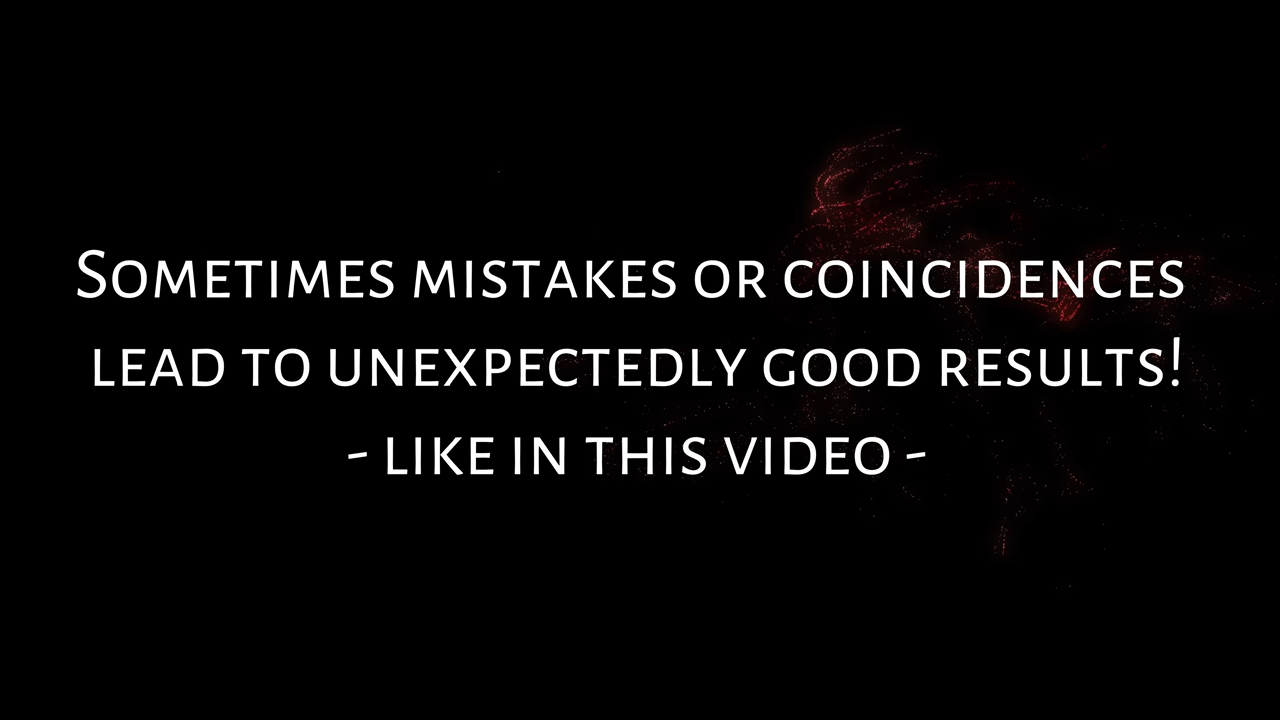 Sometimes mistakes or coincidences
lead to unexpectedly good results!
- like in this video -